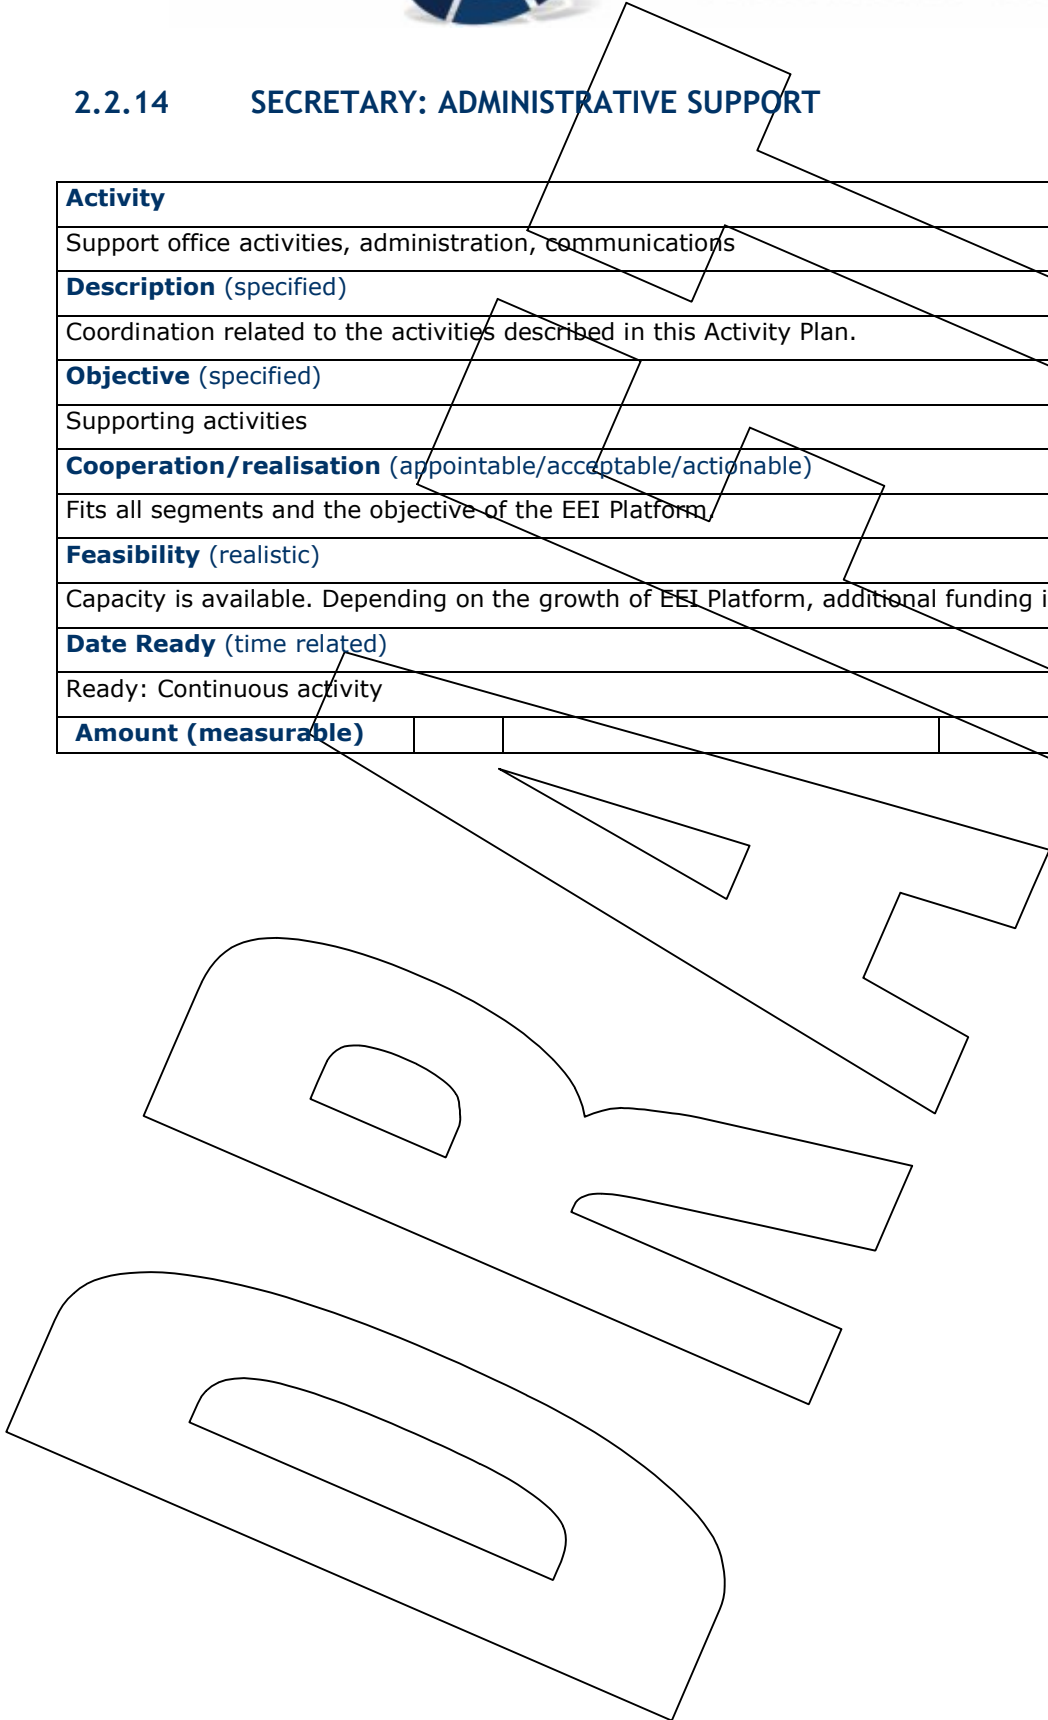 2.2.14 SECRETARY: ADMINISTRATIVE SUPPORT
Activity
Support office activities, administration, communications
Description (specified)
Coordination related to the activities described in this Activity Plan.
Objective (specified)
Supporting activities
Cooperation/realisation (appointable/acceptable/actionable)
Fits all segments and the objective of the EEI Platform.
Feasibility (realistic)
Capacity is available. Depending on the growth of EEI Platform, additional funding
Date Ready (time related)
Ready: Continuous activity
Amount (measurable)
DRAFT